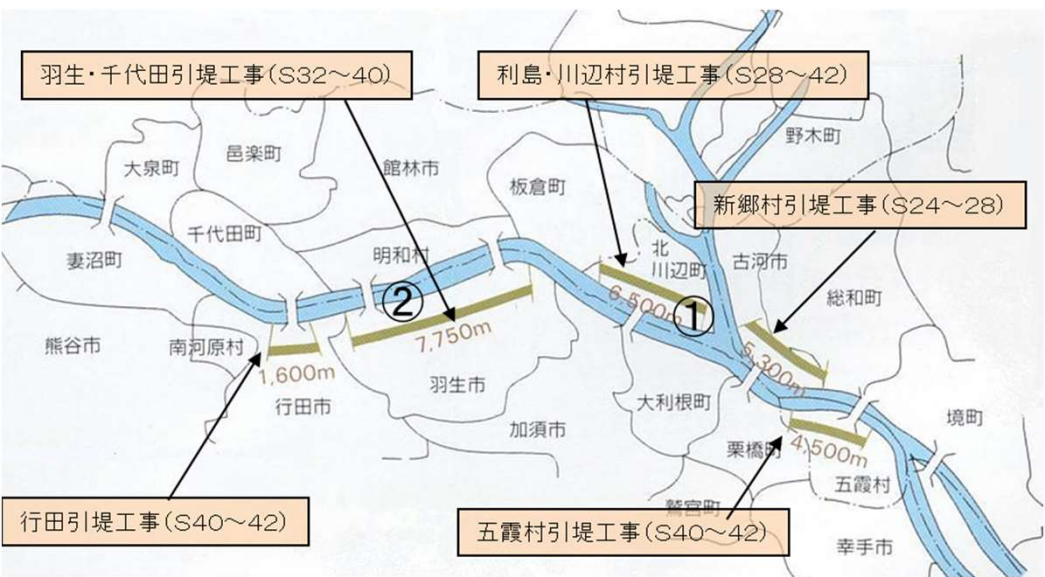 羽生・千代田引堤工事(S32～40)
利島・川辺村引堤工事(S28～42)
野木町
邑楽町
大泉町
館林市
板倉町
新郷村引堤工事(S24～28)
千代田町
明和村
北
川辺町
古河市
妻沼町
総和町
②
6,500m
①
熊谷市
南河原村
7,750m
5,300m
1,600m
羽生市
行田市
大利根町
加須市
境町
栗橋町
4,500m
五霞村
鷲宮町
行田引堤工事(S40～42)
五霞村引堤工事(S40～42)
幸手市